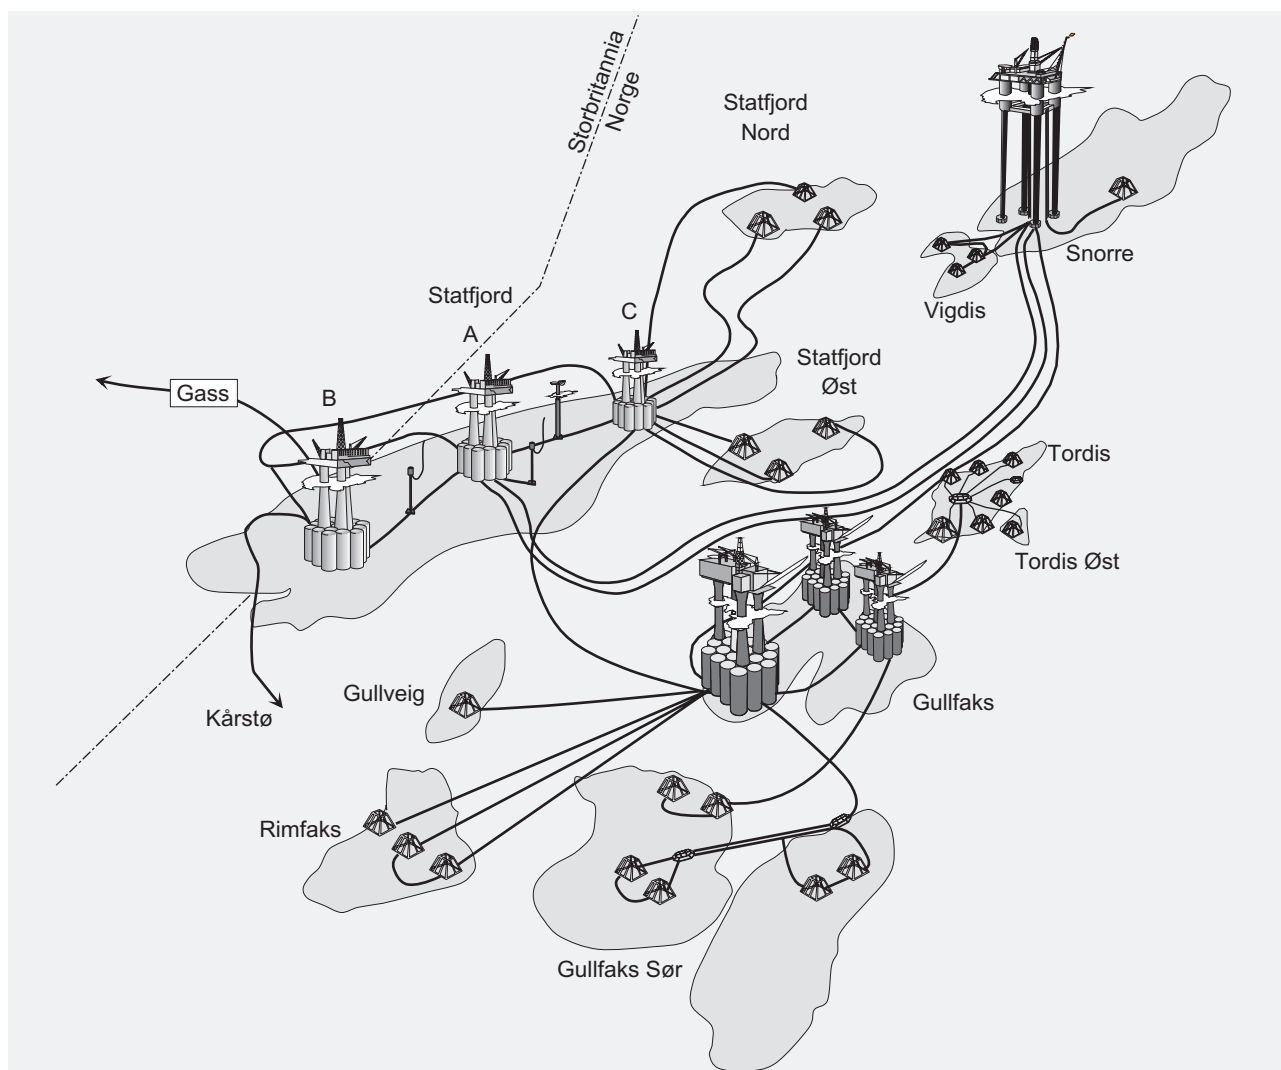 Storbritannia
Norge
Statfjord
Nord
Snorre
Vigdis
Statfjord
A
C
B
Gass
Statfjord
Øst
Tordis
Tordis Øst
Gullveig
Kårstø
Gullfaks
Rimfaks
Gullfaks Sør